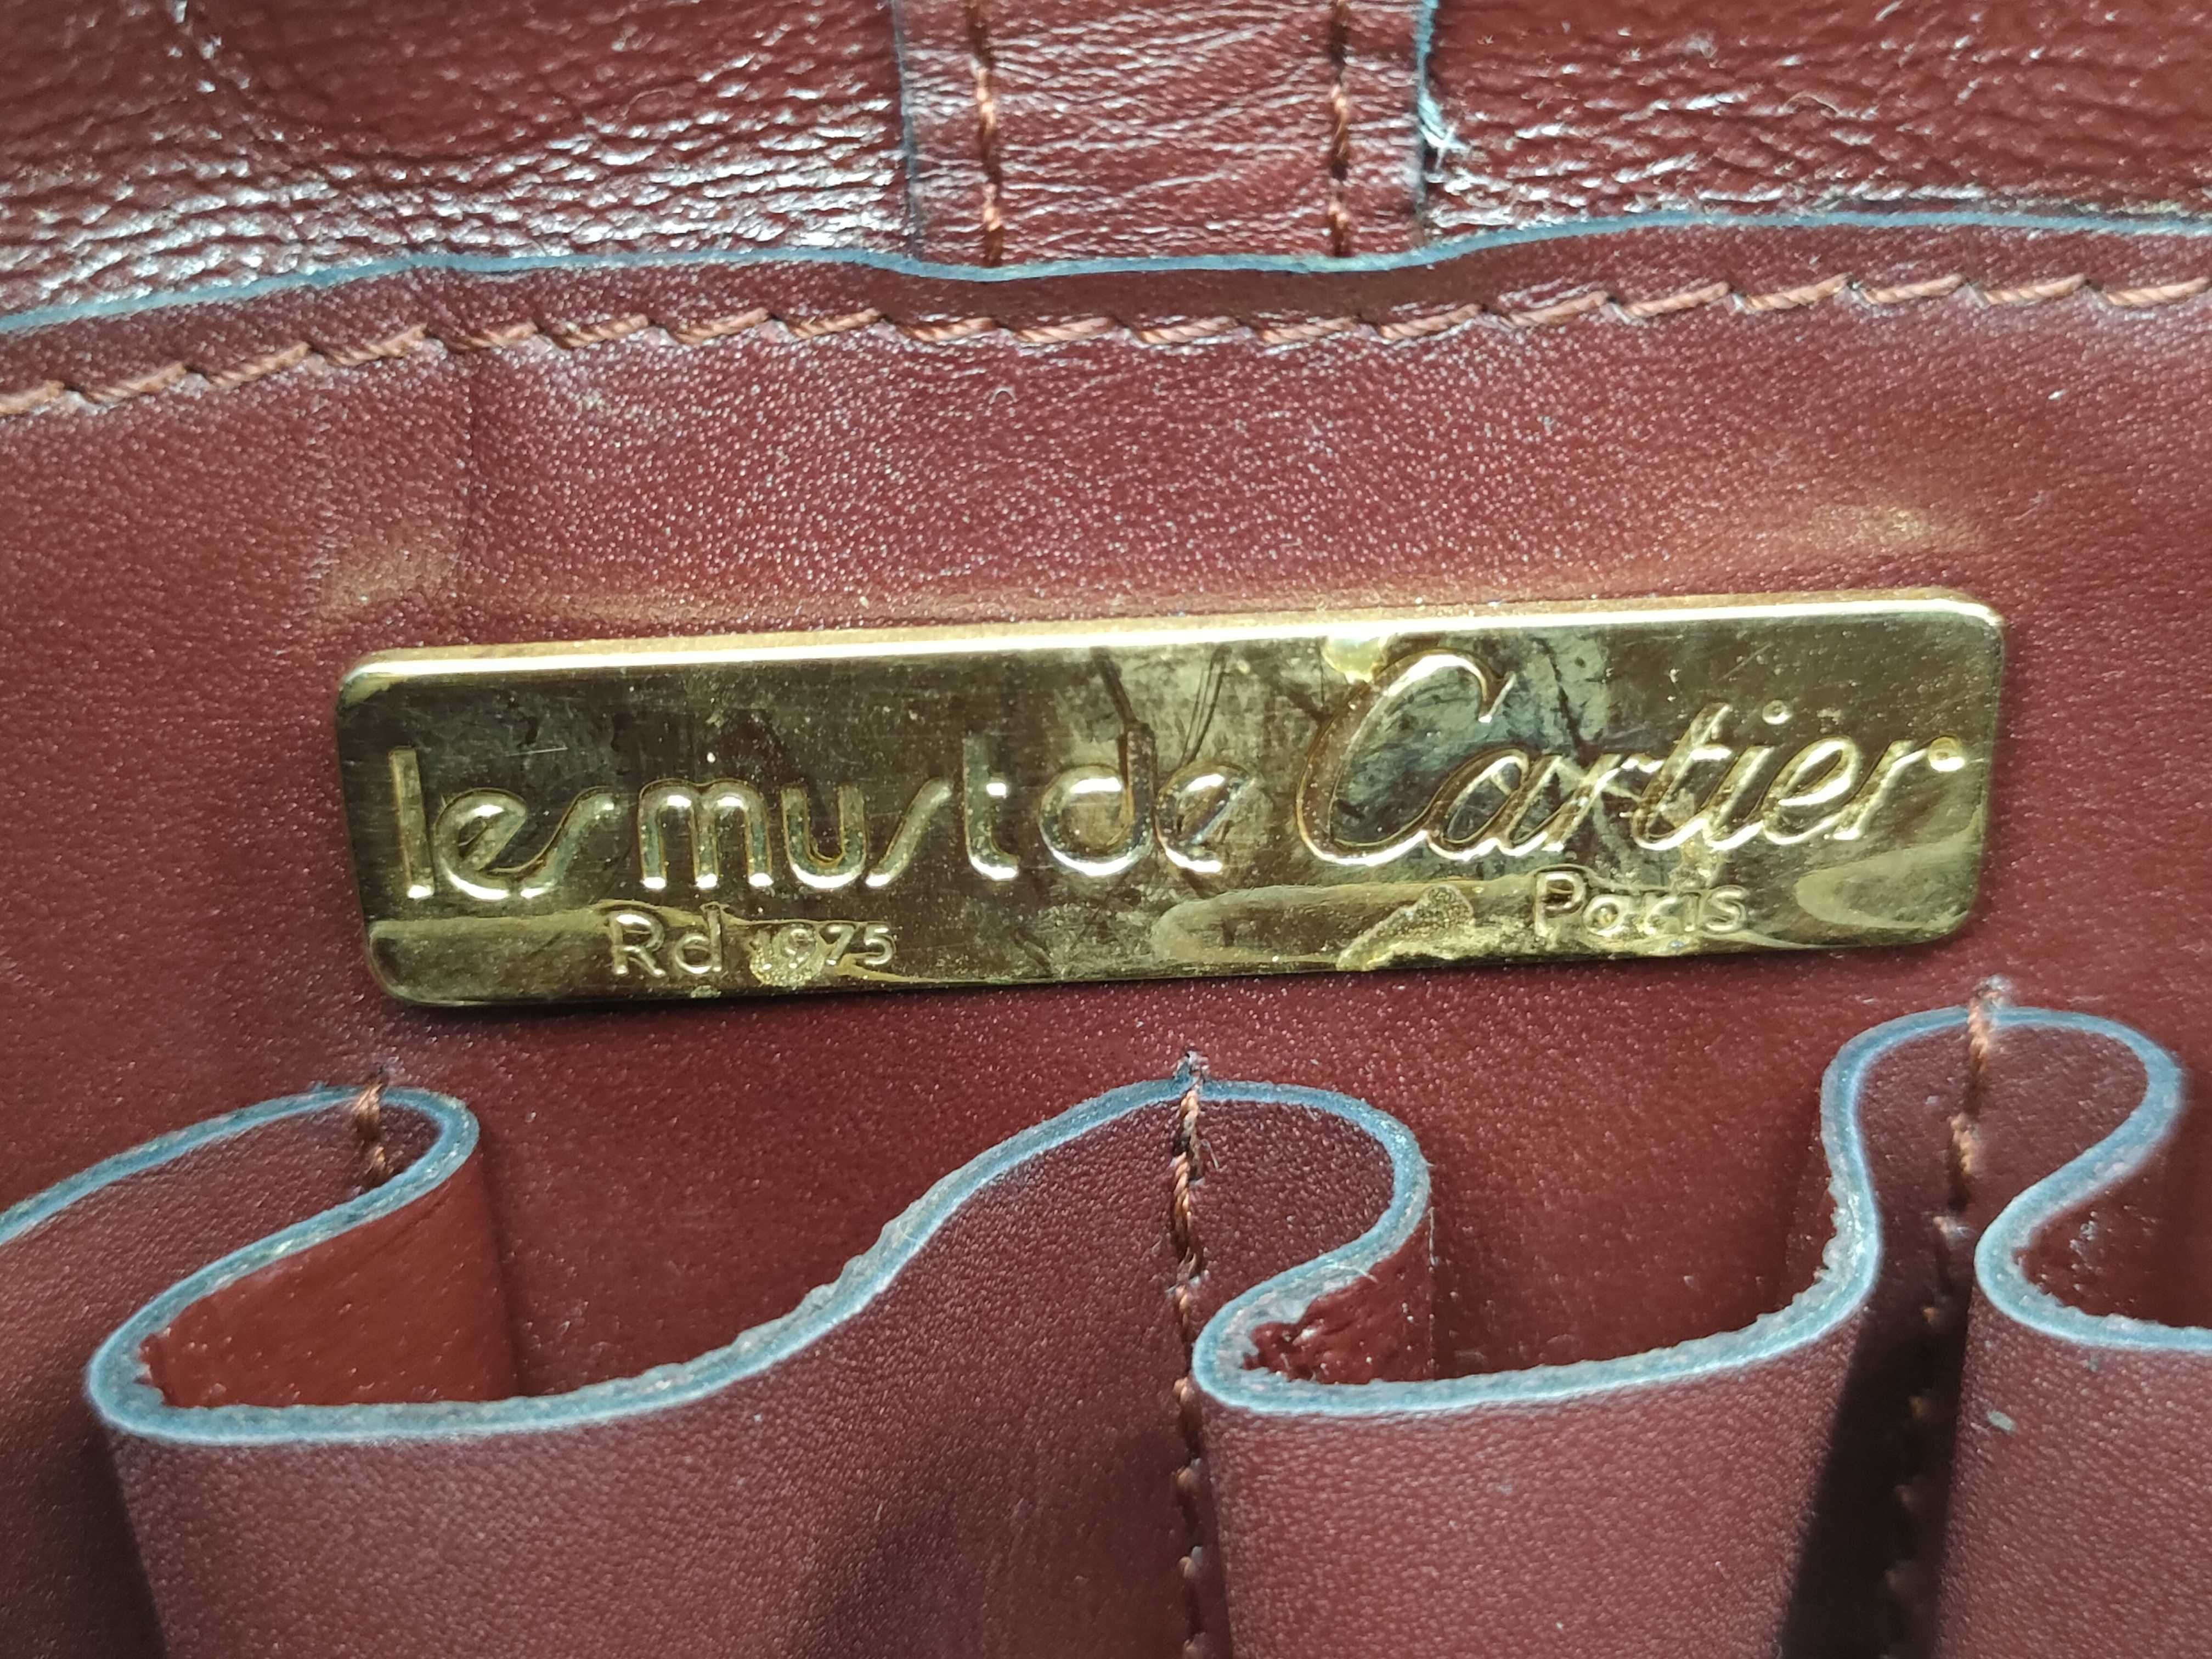 les must de Cartier
Rd 1975 Paris